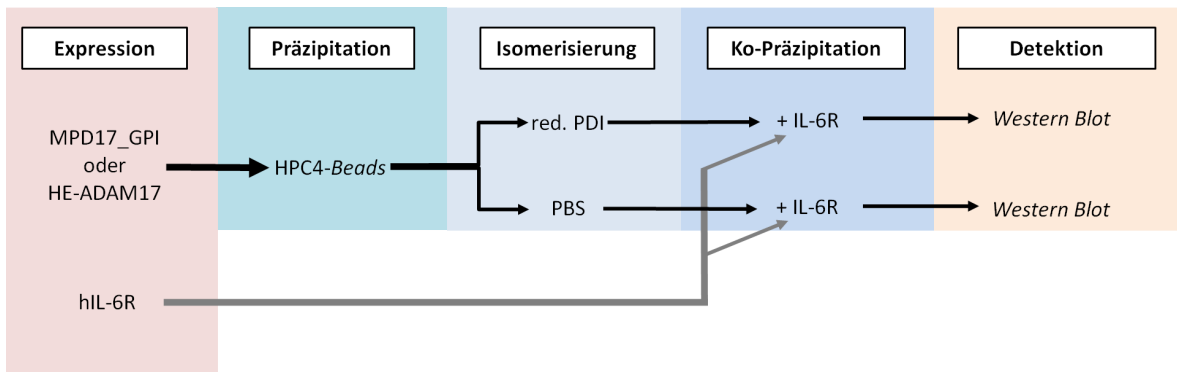 Expression
Präzipitation
Isomerisierung
Ko-Präzipitation
Detektion
MPD17_GPI
oder
HE-ADAM17
HPC4-Beads
red. PDI
+ IL-6R
Western Blot
PBS
+ IL-6R
Western Blot
hIL-6R